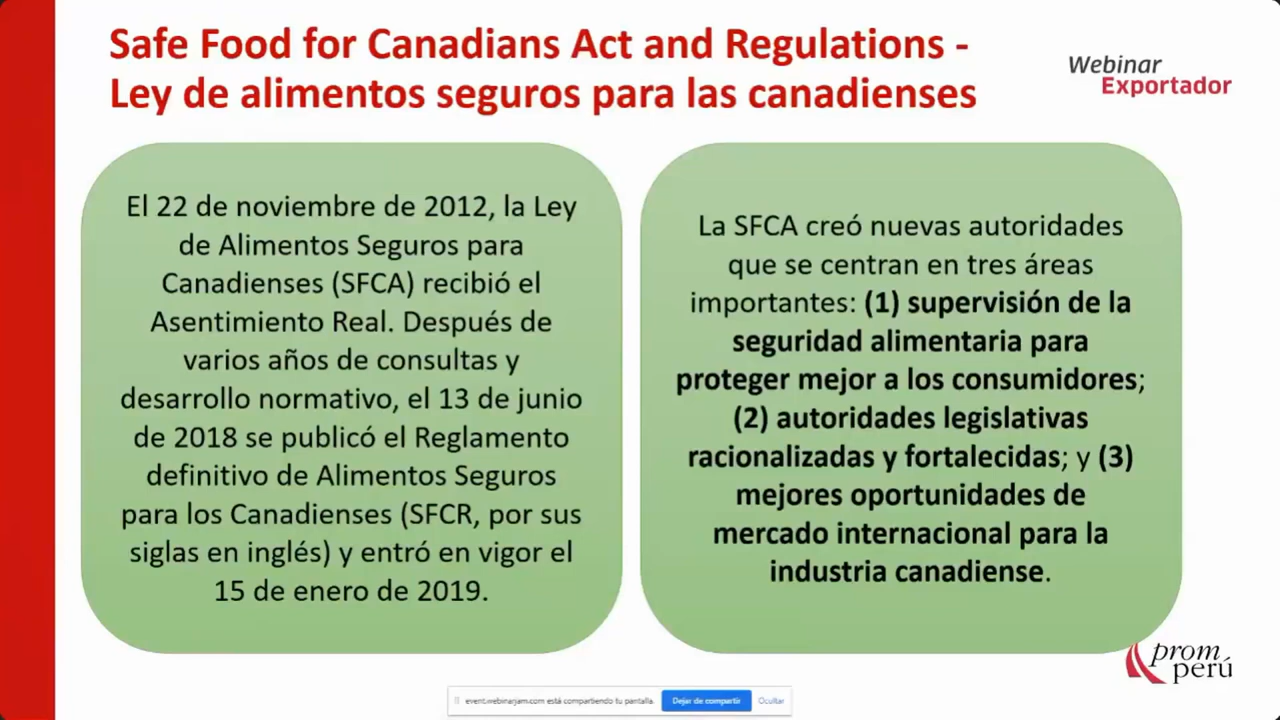 Safe Food for Canadians Act and Regulations -
Ley de alimentos seguros para las canadienses
Webinar
Exportador
El 22 de noviembre de 2012, la Ley
de Alimentos Seguros para
Canadienses (SFCA) recibió el
Asentimiento Real. Después de
varios años de consultas y
desarrollo normativo, el 13 de junio
de 2018 se publicó el Reglamento
definitivo de Alimentos Seguros
para los Canadienses (SFCR, por sus
siglas en inglés) y entró en vigor el
15 de enero de 2019.
La SFCA creó nuevas autoridades
que se centran en tres áreas
importantes: (1) supervisión de la
seguridad alimentaria para
proteger mejor a los consumidores;
(2) autoridades legislativas
racionalizadas y fortalecidas; y (3)
mejores oportunidades de
mercado internacional para la
industria canadiense.
prom
perú
event.webinarjam.com está compartiendo tu pantalla.
Dejar de compartir
Ocultar